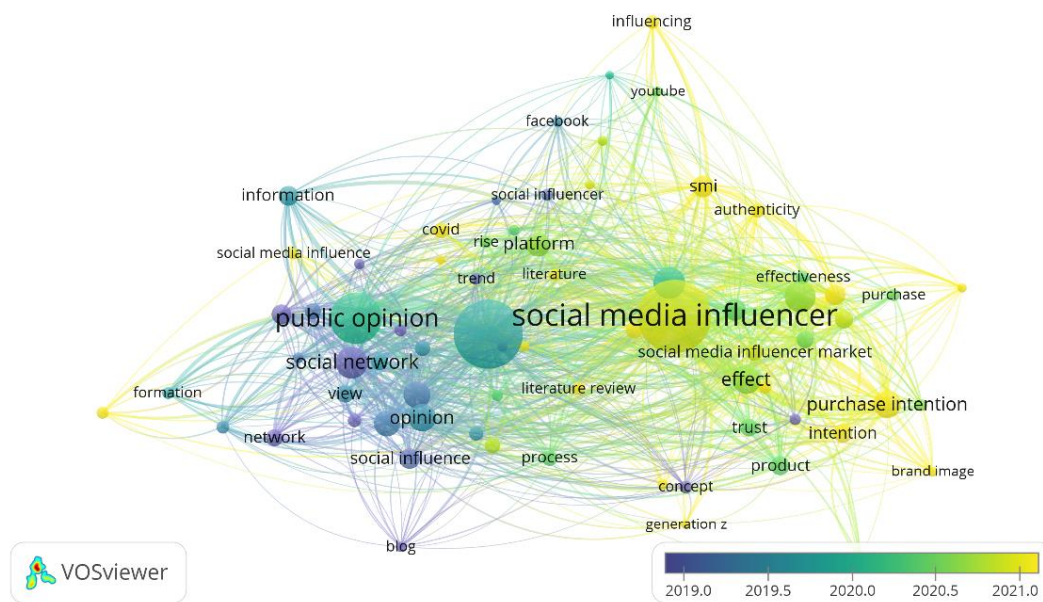 influencing
youtube
facebook
smi
information
social influencer
authenticity
covid
rise
platform
social media influence
trend
literature
effectiveness
purchase
public opinion
social media influencer
social network
social media influencer market
effect
formation
view
literature review
opinion
purchase intention
network
trust
intention
social influence
process
product
brand image
concept
generation z
blog
VOSviewer
2019.0 2019.5 2020.0 2020.5 2021.0